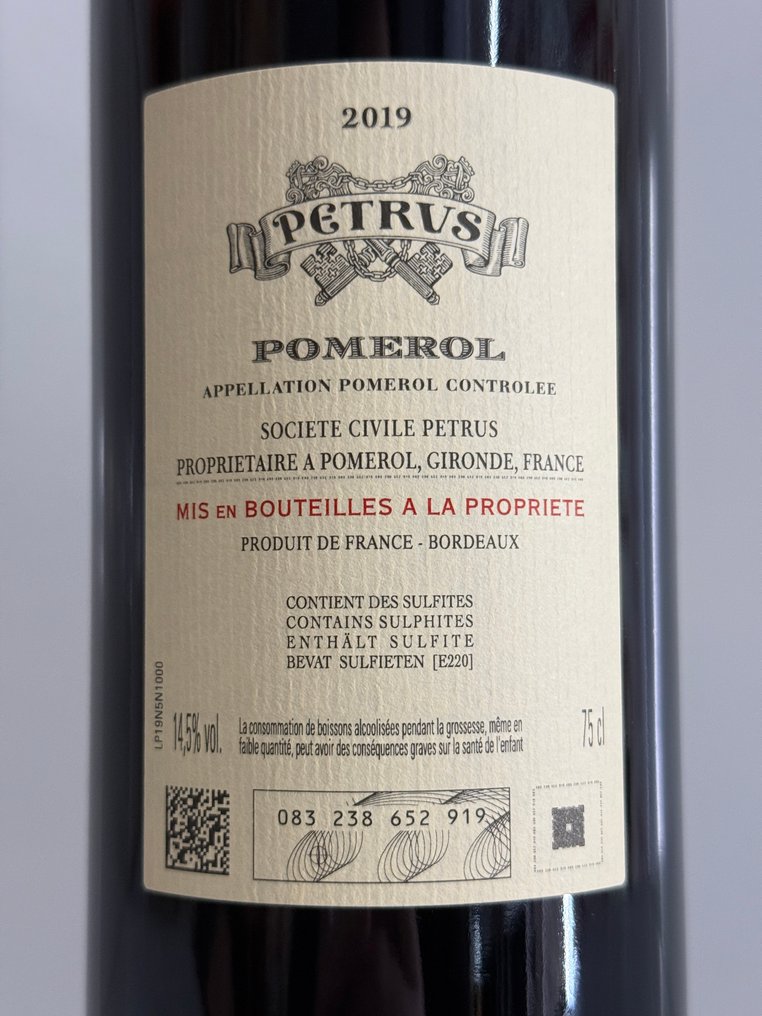 2019
PETRVS
POMEROL
APPELLATION POMEROL CONTROLEE
SOCIETE CIVILE PETRUS
PROPRIETAIRE A POMEROL, GIRONDE, FRANCE
MIS EN BOUTEILLES A LA PROPRIETE
PRODUIT DE FRANCE - BORDEAUX
CONTIENT DES SULFITES
CONTAINS SULPHITES
ENTHÄLT SULFITE
BEVAT SULFIETEN [E220]
LP19N5N1000
14,5% vol.
La consommation de boissons alcoolisées pendant la grossesse, même en
faible quantité, peut avoir des conséquences graves sur la santé de l'enfant
75 cl
083 238 652 919